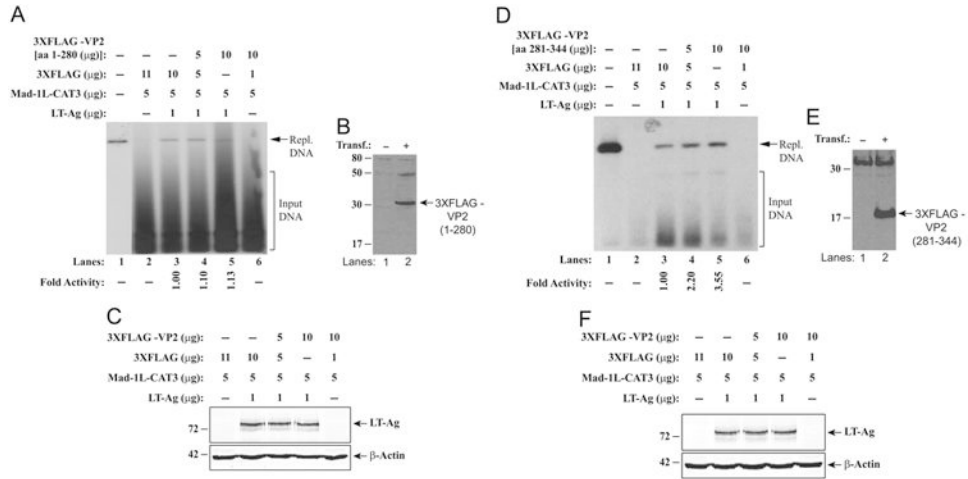 A
3XFLAG-VP2
[aa 1-280) (µg)]: – – – 5 10 10
3XFLAG (µg): – 11 10 5 – 1
Mad-1L-CAT3 (µg): – 5 5 5 5 5
LT-Ag (µg): – – 1 1 1 –
Repl.
DNA
Input
DNA
Lanes: 1 2 3 4 5 6
Fold Activity: – – 1.00 1.10 1.13 –
B
Transf.: – +
80
50
30
17
3XFLAG -
VP2
(1-280)
Lanes: 1 2
C
3XFLAG -VP2 (µg): – – 5 10 10
3XFLAG (µg): 11 10 5 – 1
Mad-1L-CAT3 (µg): 5 5 5 5 5
LT-Ag (µg): – 1 1 1 –
72
LT-Ag
42
β-Actin
D
3XFLAG-VP2
[aa 281-344) (µg)]: – – – 5 10 10
3XFLAG (µg): – 11 10 5 – 1
Mad-1L-CAT3 (µg): – 5 5 5 5 5
LT-Ag (µg): – – 1 1 1 –
Repl.
DNA
Input
DNA
Lanes: 1 2 3 4 5 6
Fold Activity: – – 1.00 2.20 3.55 –
E
Transf.: – +
30
17
3XFLAG -
VP2
(281-344)
Lanes: 1 2
F
3XFLAG -VP2 (µg): – – 5 10 10
3XFLAG (µg): 11 10 5 – 1
Mad-1L-CAT3 (µg): 5 5 5 5 5
LT-Ag (µg): – 1 1 1 –
72
LT-Ag
42
β-Actin